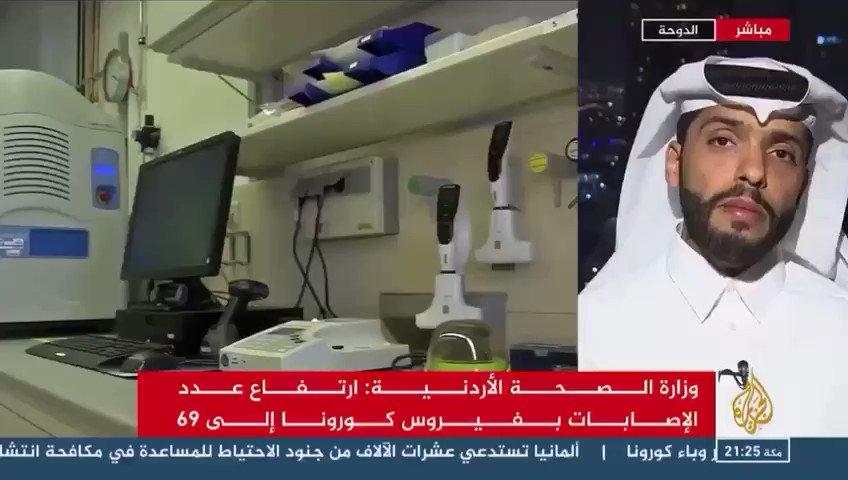 مباشر
الدوحة
وزارة الصحة الأردنية: ارتفاع عدد
الإصابات بفيروس كورونا إلى 69
مكة 21:25
ر وباء كورونا | ألمانيا تستدعي عشرات الآلاف من جنود الاحتياط للمساعدة في مكافحة انتشا